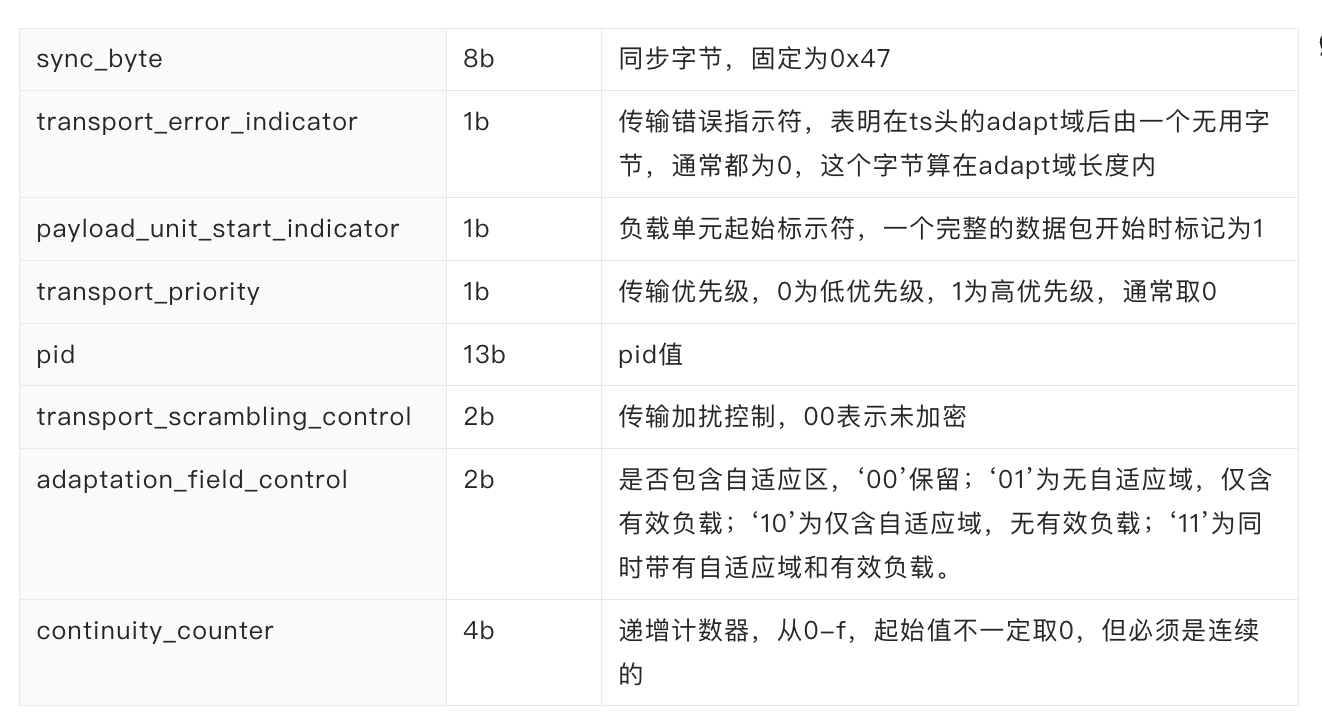 sync_byte 8b 同步字节，固定为0x47
transport_error_indicator 1b 传输错误指示符，表明在ts头的adapt域后由一个无用字
节，通常都为0，这个字节算在adapt域长度内
payload_unit_start_indicator 1b 负载单元起始标示符，一个完整的数据包开始时标记为1
transport_priority 1b 传输优先级，0为低优先级，1为高优先级，通常取0
pid 13b pid值
transport_scrambling_control 2b 传输加扰控制，00表示未加密
adaptation_field_control 2b 是否包含自适应区，‘00’保留；‘01’为无自适应域，仅含
有效负载；‘10’为仅含自适应域，无有效负载；‘11’为同
时带有自适应域和有效负载。
continuity_counter 4b 递增计数器，从0-f，起始值不一定取0，但必须是连续
的